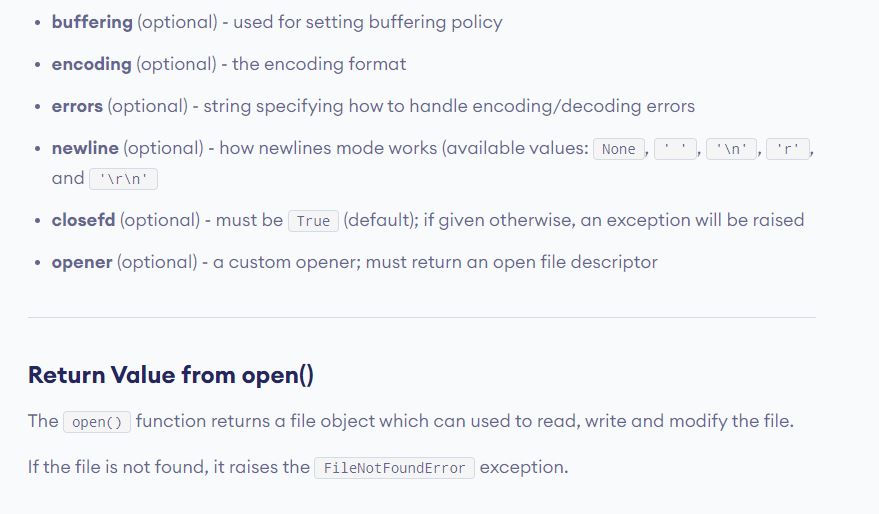 • buffering (optional) - used for setting buffering policy
• encoding (optional) - the encoding format
• errors (optional) - string specifying how to handle encoding/decoding errors
• newline (optional) - how newlines mode works (available values: None, ' ', '\n', 'r',
and '\r\n'
• closefd (optional) - must be True (default); if given otherwise, an exception will be raised
• opener (optional) - a custom opener; must return an open file descriptor
Return Value from open()
The open() function returns a file object which can used to read, write and modify the file.
If the file is not found, it raises the FileNotFoundError exception.